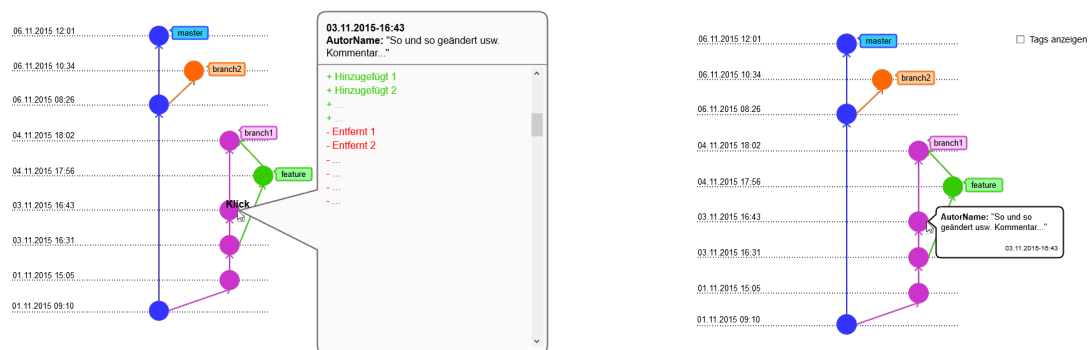 06.11.2015 12:01
master
06.11.2015 10:34
branch2
06.11.2015 08:26
04.11.2015 18:02
branch1
04.11.2015 17:56
feature
03.11.2015 16:43
Klick
03.11.2015 16:31
01.11.2015 15:05
01.11.2015 09:10
03.11.2015-16:43
AutorName: "So und so geändert usw.
Kommentar..."
+ Hinzugefügt 1
+ Hinzugefügt 2
+ ...
+ ...
- Entfernt 1
- Entfernt 2
- ...
- ...
- ...
- ...
06.11.2015 12:01
master
Tags anzeigen
06.11.2015 10:34
branch2
06.11.2015 08:26
04.11.2015 18:02
branch1
04.11.2015 17:56
feature
03.11.2015 16:43
AutorName: "So und so
geändert usw. Kommentar..."
03.11.2015-16:43
03.11.2015 16:31
01.11.2015 15:05
01.11.2015 09:10